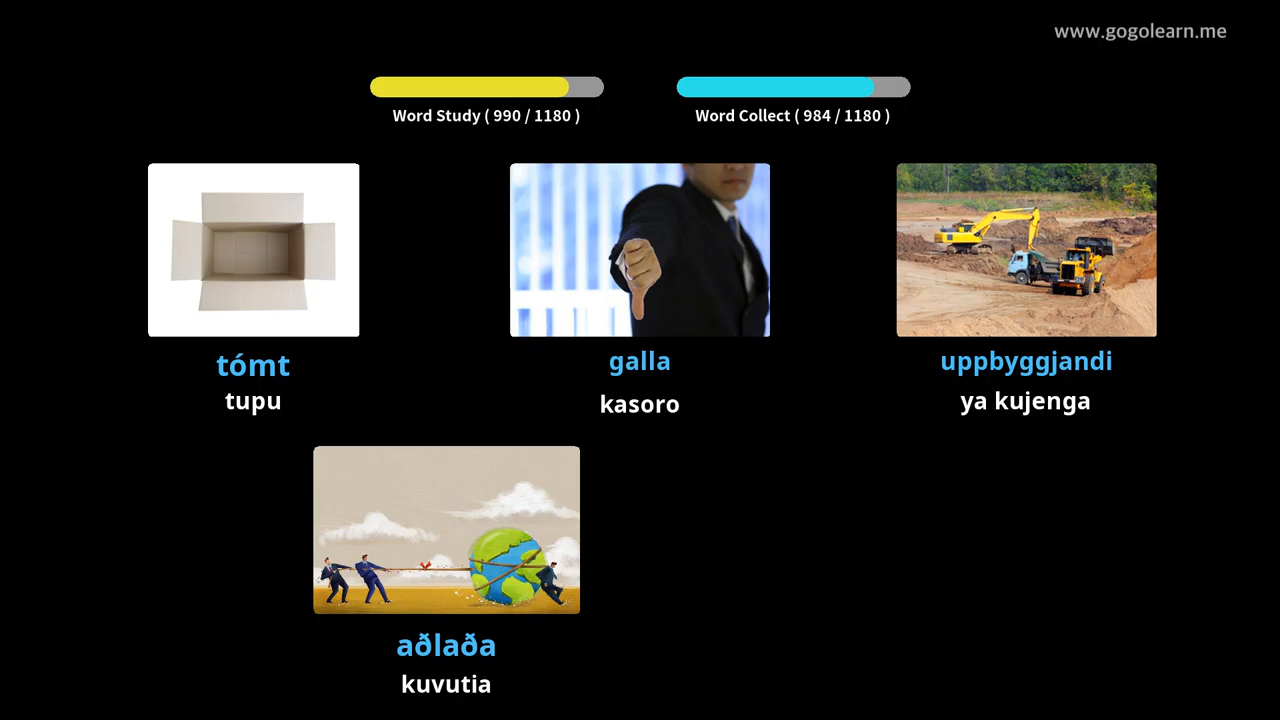 www.gogolearn.me
Word Study ( 990 / 1180 )
Word Collect ( 984 / 1180 )
tómt
tupu
galla
kasoro
uppbyggjandi
ya kujenga
aðlaða
kuvutia